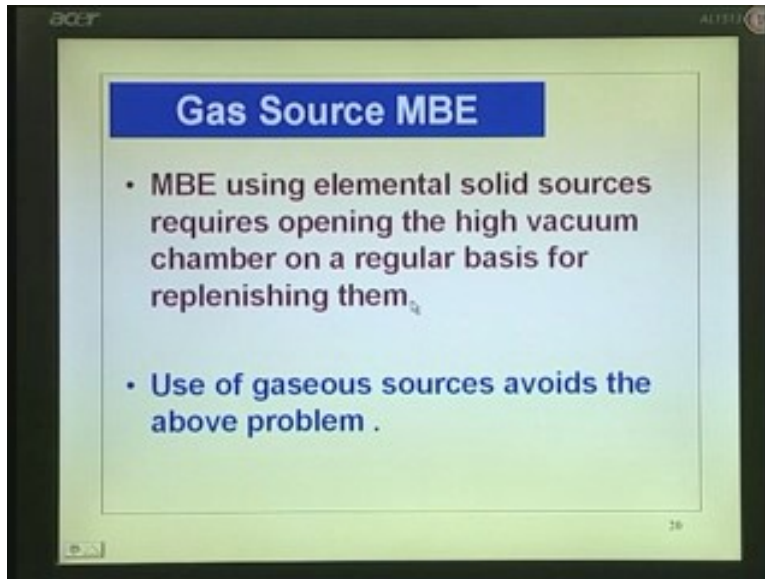 acer
Gas Source MBE
• MBE using elemental solid sources
requires opening the high vacuum
chamber on a regular basis for
replenishing them
• Use of gaseous sources avoids the
above problem .
20